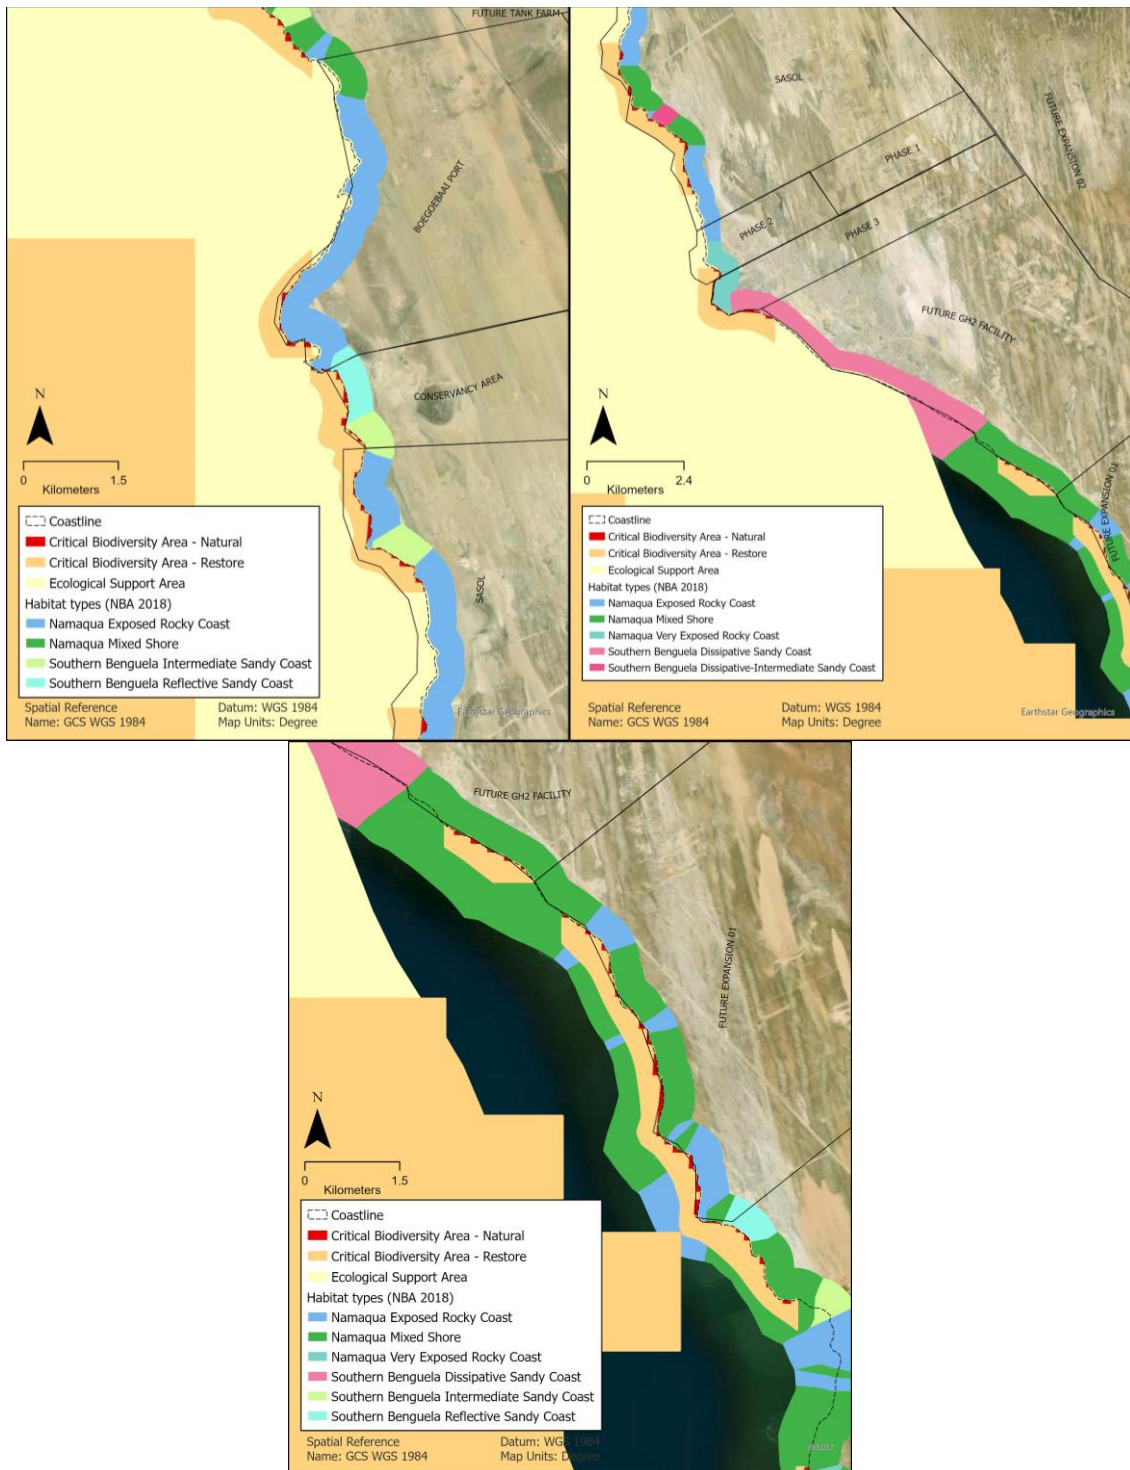 FUTURE TANK FARM
BOEGOEBAAI PORT
CONSERVANCY AREA
SASOL
N
0 1.5
Kilometers
Coastline
Critical Biodiversity Area - Natural
Critical Biodiversity Area - Restore
Ecological Support Area
Habitat types (NBA 2018)
Namaqua Exposed Rocky Coast
Namaqua Mixed Shore
Southern Benguela Intermediate Sandy Coast
Southern Benguela Reflective Sandy Coast
Spatial Reference
Name: GCS WGS 1984
Datum: WGS 1984
Map Units: Degree
Earthstar Geographics
SASOL
FUTURE EXPANSION 02
PHASE 1
PHASE 2
PHASE 3
FUTURE GH2 FACILITY
FUTURE EXPANSION 01
N
0 2.4
Kilometers
Coastline
Critical Biodiversity Area - Natural
Critical Biodiversity Area - Restore
Ecological Support Area
Habitat types (NBA 2018)
Namaqua Exposed Rocky Coast
Namaqua Mixed Shore
Namaqua Very Exposed Rocky Coast
Southern Benguela Dissipative Sandy Coast
Southern Benguela Dissipative-Intermediate Sandy Coast
Spatial Reference
Name: GCS WGS 1984
Datum: WGS 1984
Map Units: Degree
Earthstar Geographics
FUTURE GH2 FACILITY
FUTURE EXPANSION 01
N
0 1.5
Kilometers
Coastline
Critical Biodiversity Area - Natural
Critical Biodiversity Area - Restore
Ecological Support Area
Habitat types (NBA 2018)
Namaqua Exposed Rocky Coast
Namaqua Mixed Shore
Namaqua Very Exposed Rocky Coast
Southern Benguela Dissipative Sandy Coast
Southern Benguela Intermediate Sandy Coast
Southern Benguela Reflective Sandy Coast
Spatial Reference
Name: GCS WGS 1984
Datum: WGS 1984
Map Units: Degree